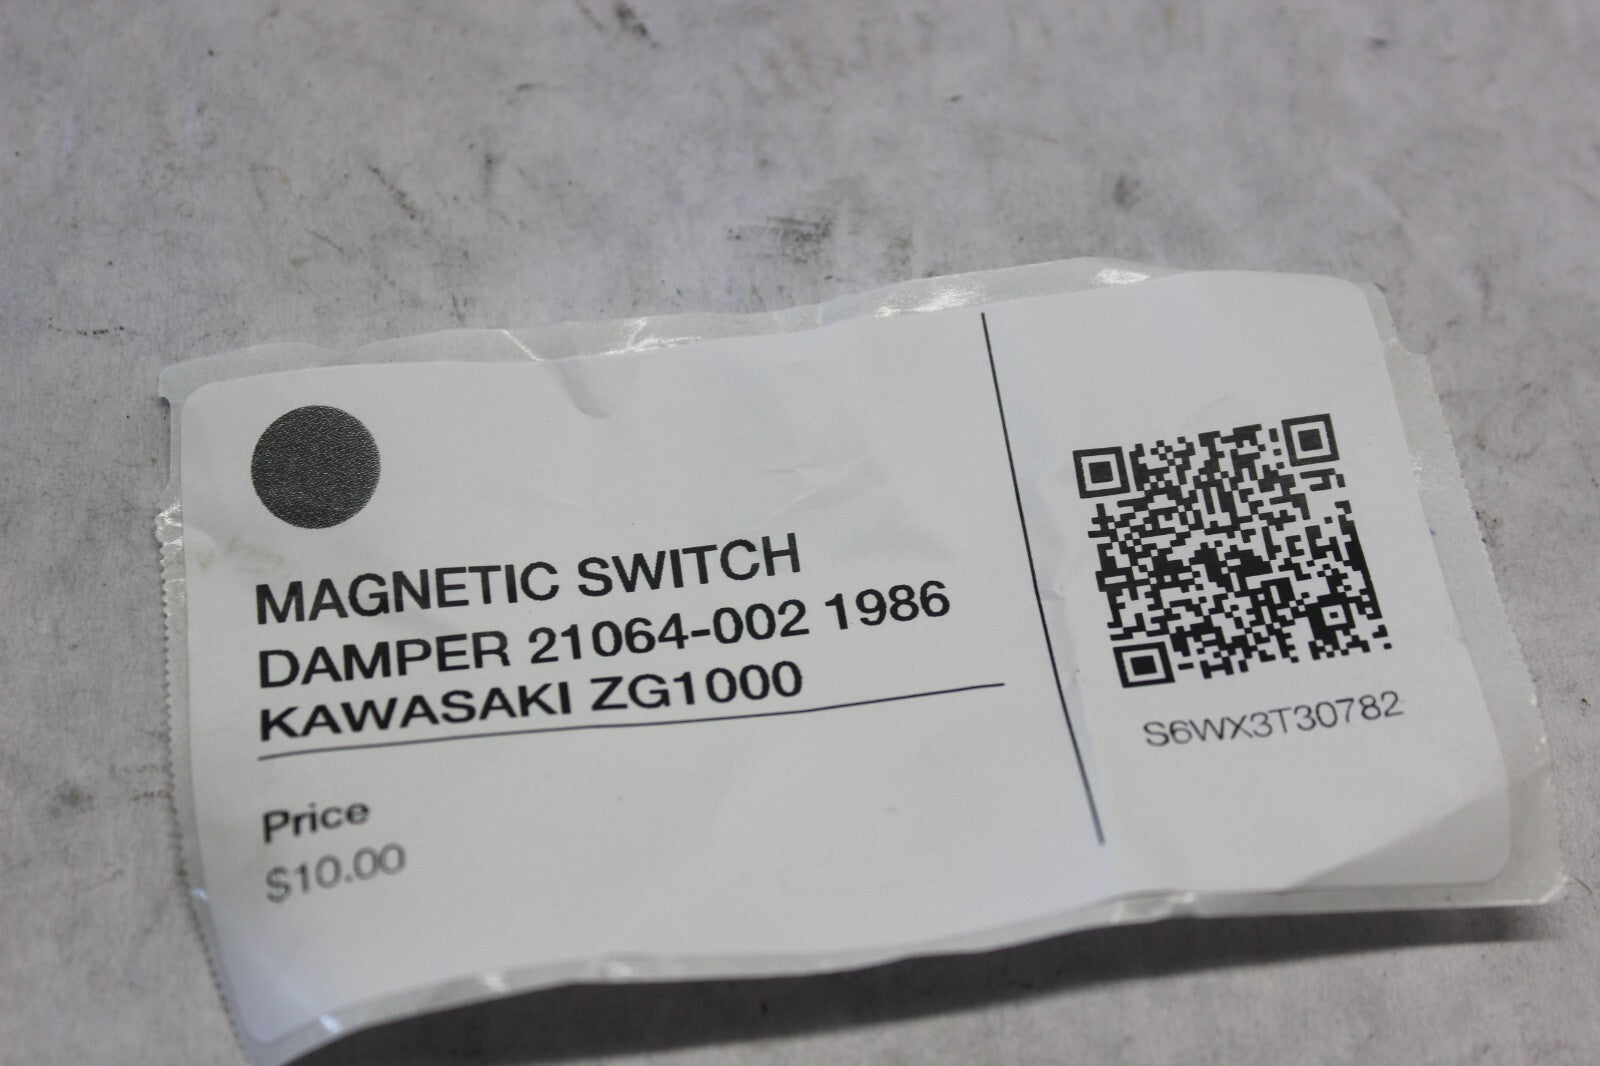 MAGNETIC SWITCH
DAMPER 21064-002 1986
KAWASAKI ZG1000
Price
$10.00
S6WX3T30782